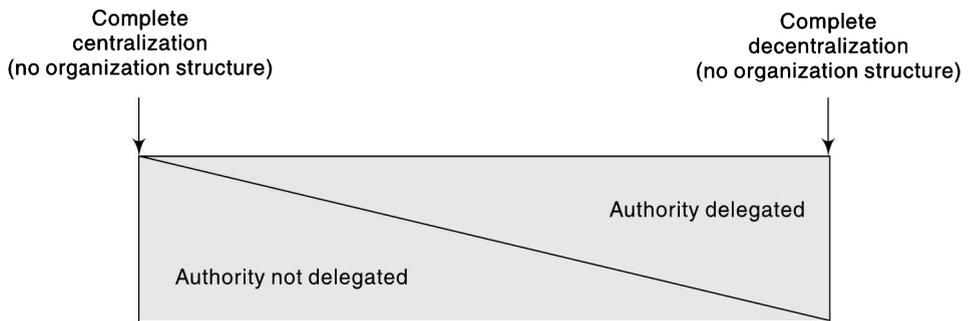 Complete
centralization
(no organization structure)
Complete
decentralization
(no organization structure)
Authority delegated
Authority not delegated